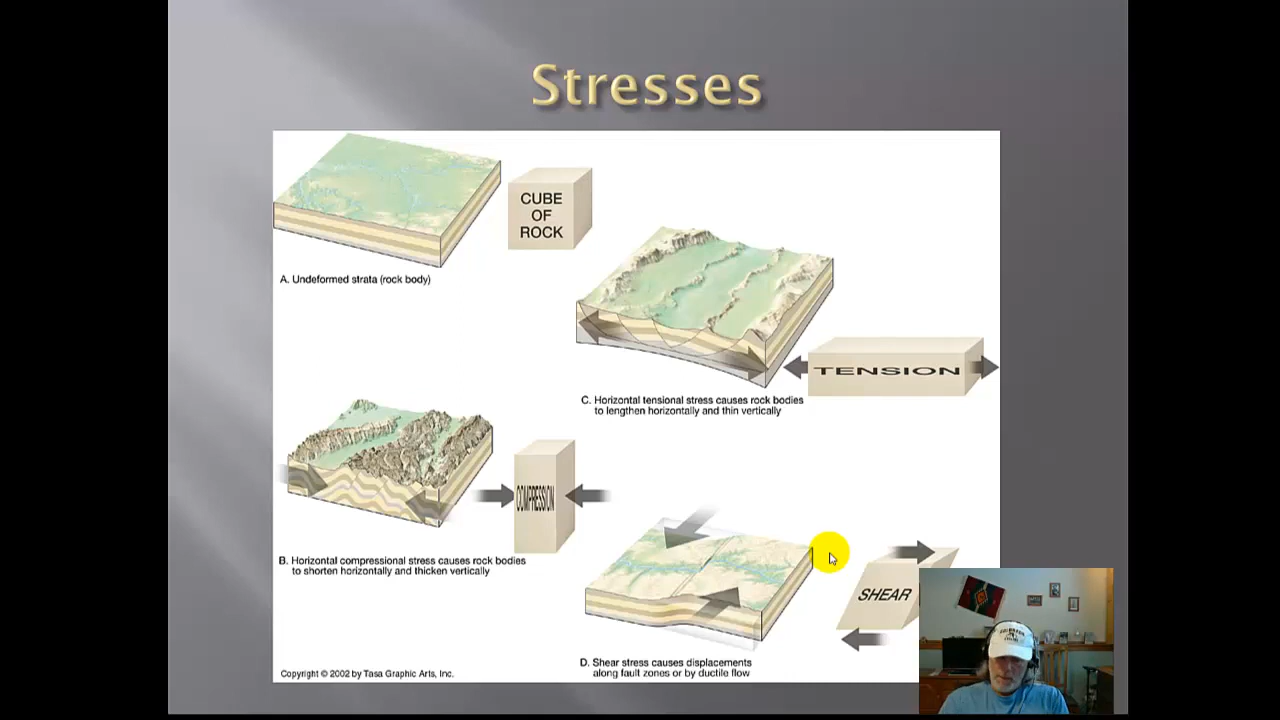 Stresses
CUBE
OF
ROCK
A. Undeformed strata (rock body)
TENSION
C. Horizontal tensional stress causes rock bodies
to lengthen horizontally and thin vertically
COMPRESSION
B. Horizontal compressional stress causes rock bodies
to shorten horizontally and thicken vertically
SHEAR
D. Shear stress causes displacements
along fault zones or by ductile flow
Copyright © 2002 by Tasa Graphic Arts, Inc.